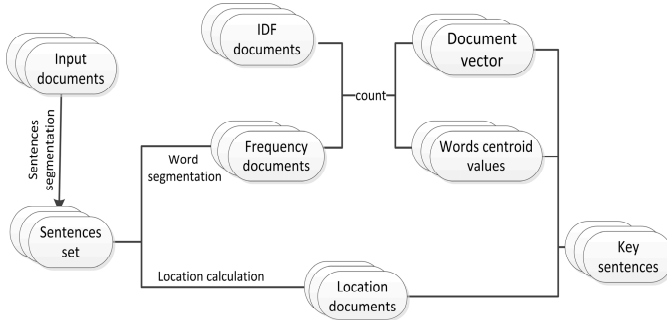 Input
documents
Sentences
segmentation
Sentences
set
Word
segmentation
Location calculation
IDF
documents
Frequency
documents
Location
documents
count
Document
vector
Words centroid
values
Key
sentences